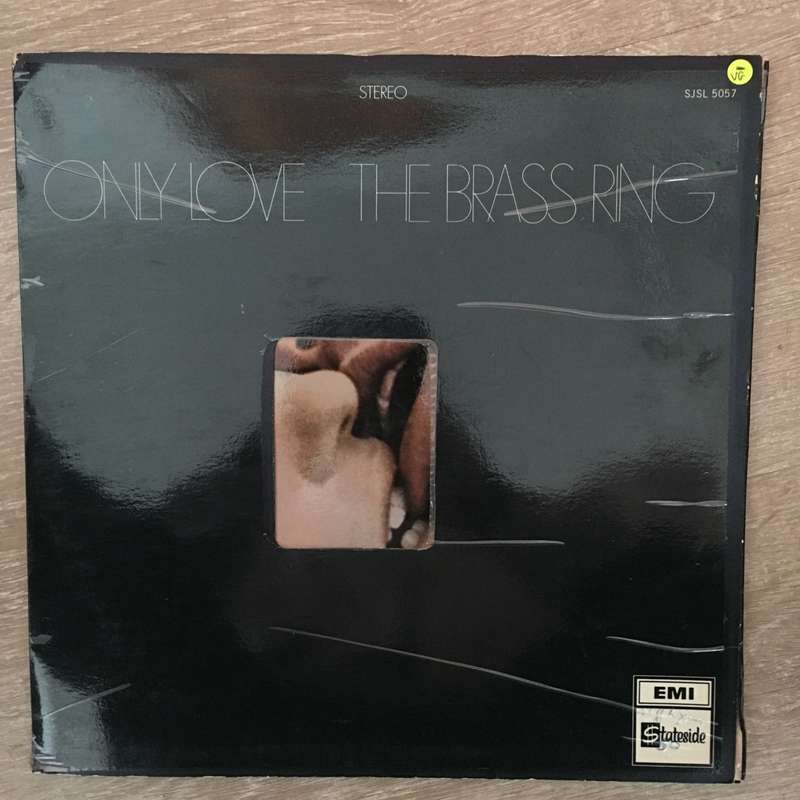 VG
STEREO
SJSL 5057
ONLY LOVE THE BRASS RING
EMI
Stateside